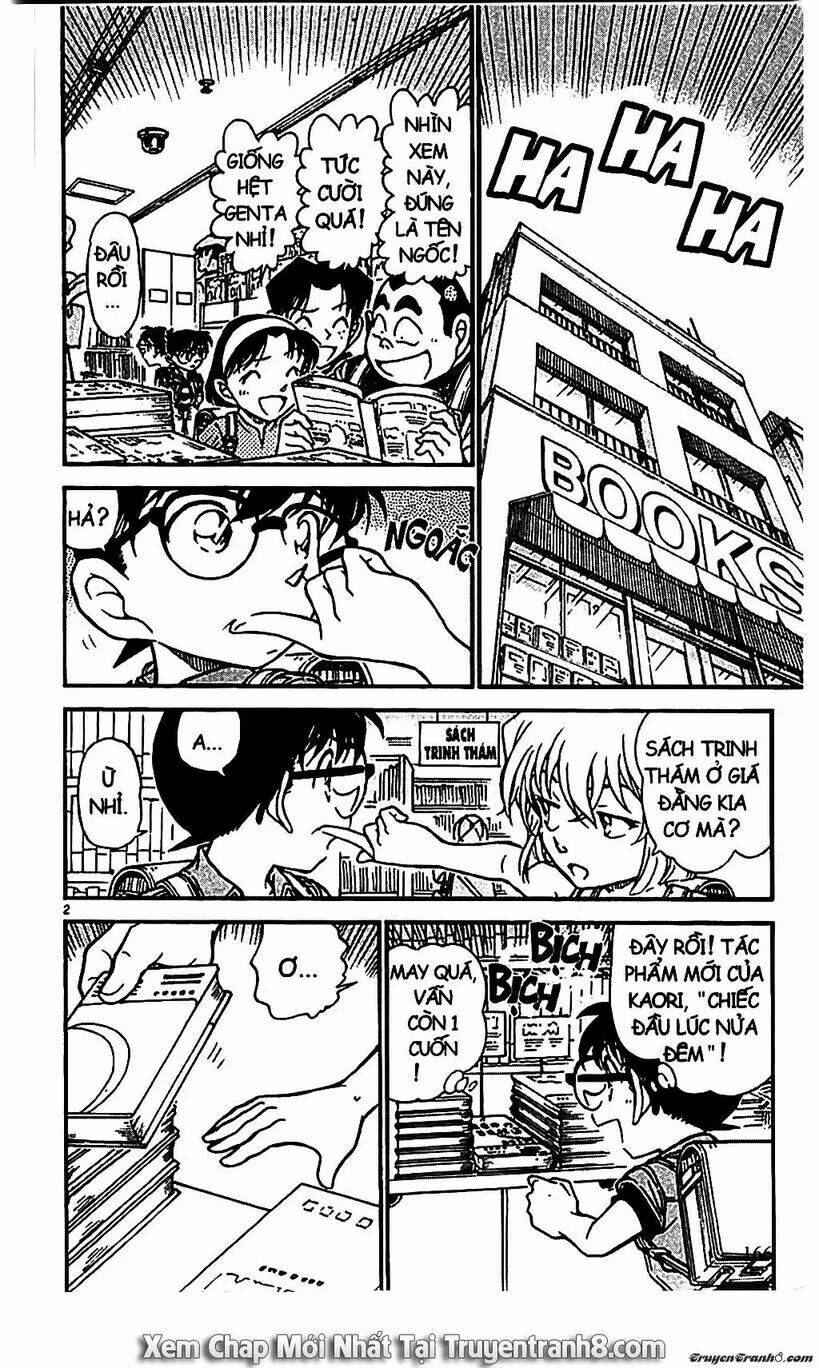 HA
HA
HA
BOOKS
NHÌN
XEM
NÀY,
ĐÚNG
LÀ TÊN
NGỐC!
TỨC
CƯỜI
QUÁ!
GIỐNG
HỆT
GENTA
NHỈ!
ĐÂU
RỒI
...
NGOÁC
HẢ?
SÁCH TRINH
THÁM Ở GIÁ
ĐẰNG KIA
CƠ MÀ?
SÁCH
TRINH THÁM
A...
Ừ
NHỈ.
2
ĐÂY RỒI! TÁC
PHẨM MỚI CỦA
KAORI, "CHIẾC
ĐẦU LÚC NỬA
ĐÊM"!
BỊCH
BỊCH
MAY QUÁ,
VẪN
CÒN 1
CUỐN
!
166
Ơ...
GOOD
Xem Chap Mới Nhất Tại Truyentranh8.com
TruyenTranh8.com